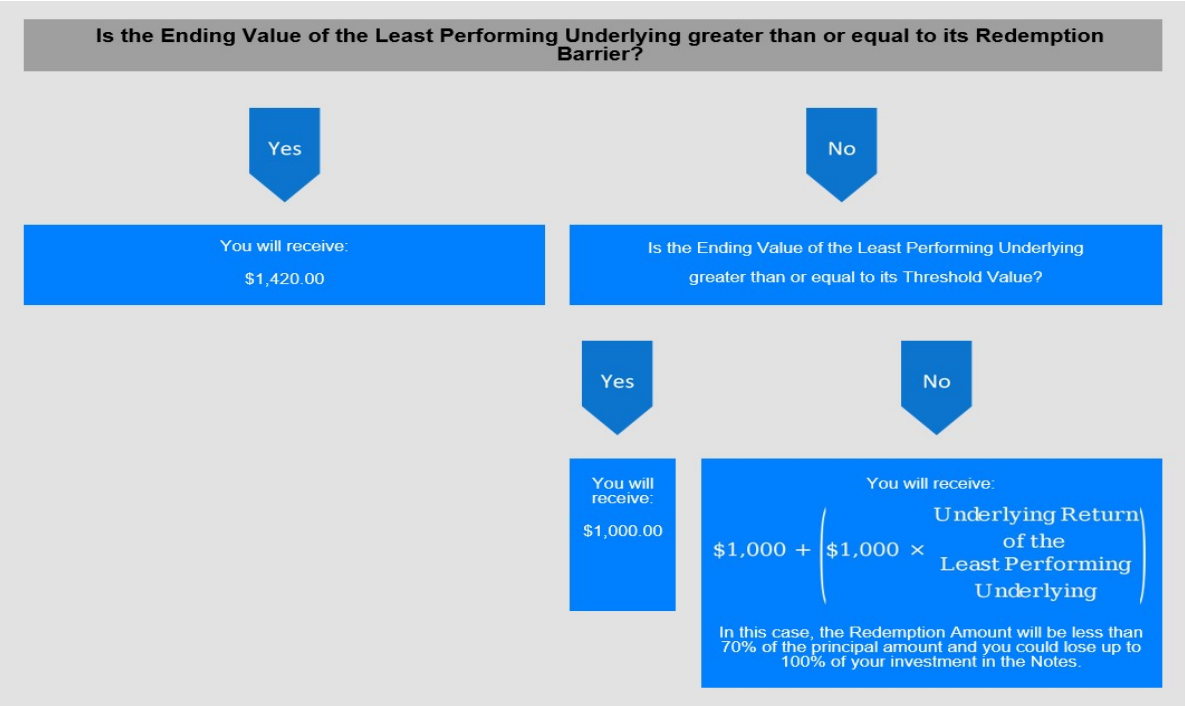 Is the Ending Value of the Least Performing Underlying greater than or equal to its Redemption
Barrier?
Yes
No
You will receive:
$1,420.00
Is the Ending Value of the Least Performing Underlying
greater than or equal to its Threshold Value?
Yes
No
You will
receive:
$1,000.00
You will receive:
$1,000 + ($1,000 × Underlying Return
of the
Least Performing
Underlying)
In this case, the Redemption Amount will be less than
70% of the principal amount and you could lose up to
100% of your investment in the Notes.